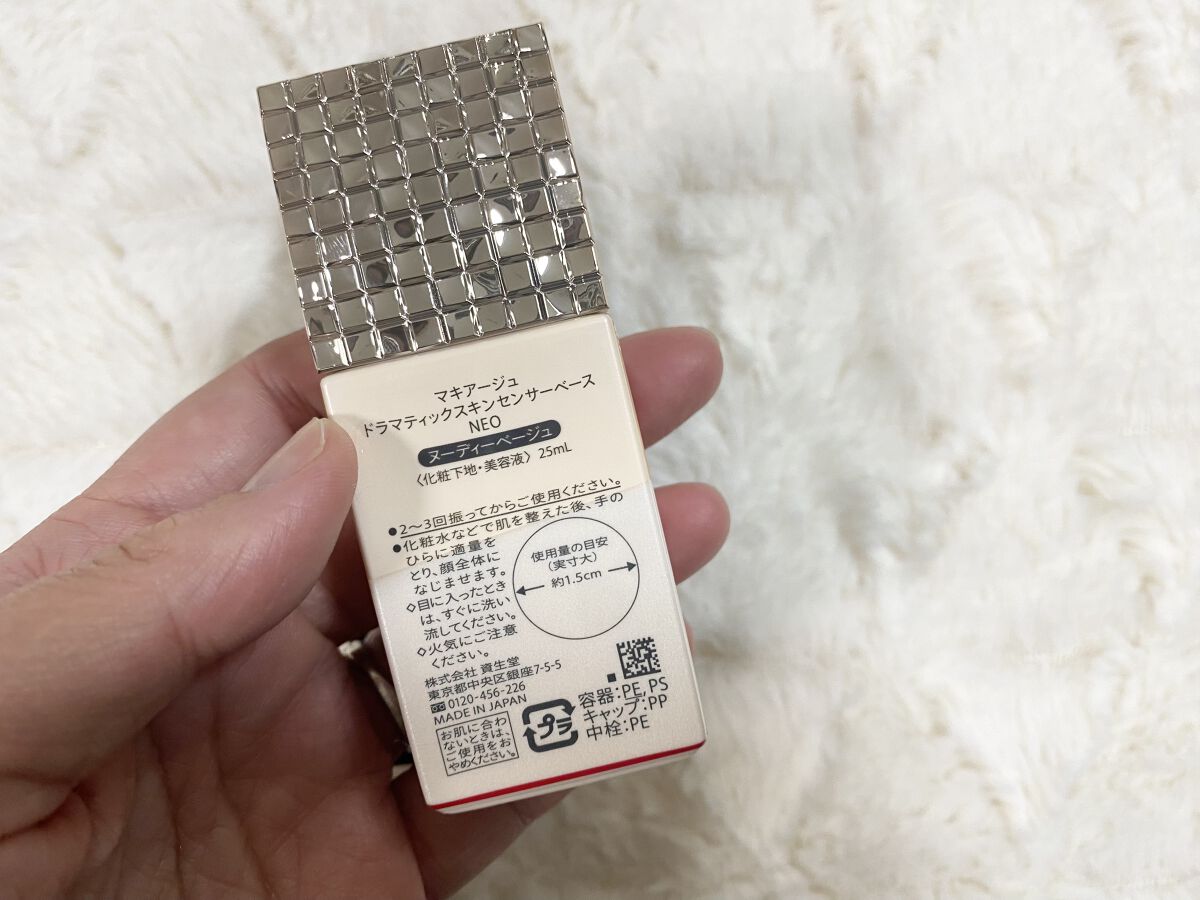 マキアージュ
ドラマティックスキンセンサーベース
NEO
ヌーディーベージュ
〈化粧下地・美容液〉25mL
●2～3回振ってからご使用ください。
●化粧水などで肌を整えた後、手の
ひらに適量を
とり、顔全体に
なじませます。
◇目に入ったとき
は、すぐに洗い
流してください。
◇火気にご注意
ください。
使用量の目安
（実寸大）
約1.5cm
株式会社 資生堂
東京都中央区銀座7-5-5
0120-456-226
MADE IN JAPAN
お肌に合わ
ないときは、
ご使用をお
やめください。
プラ
容器：PE, PS
キャップ：PP
中栓：PE